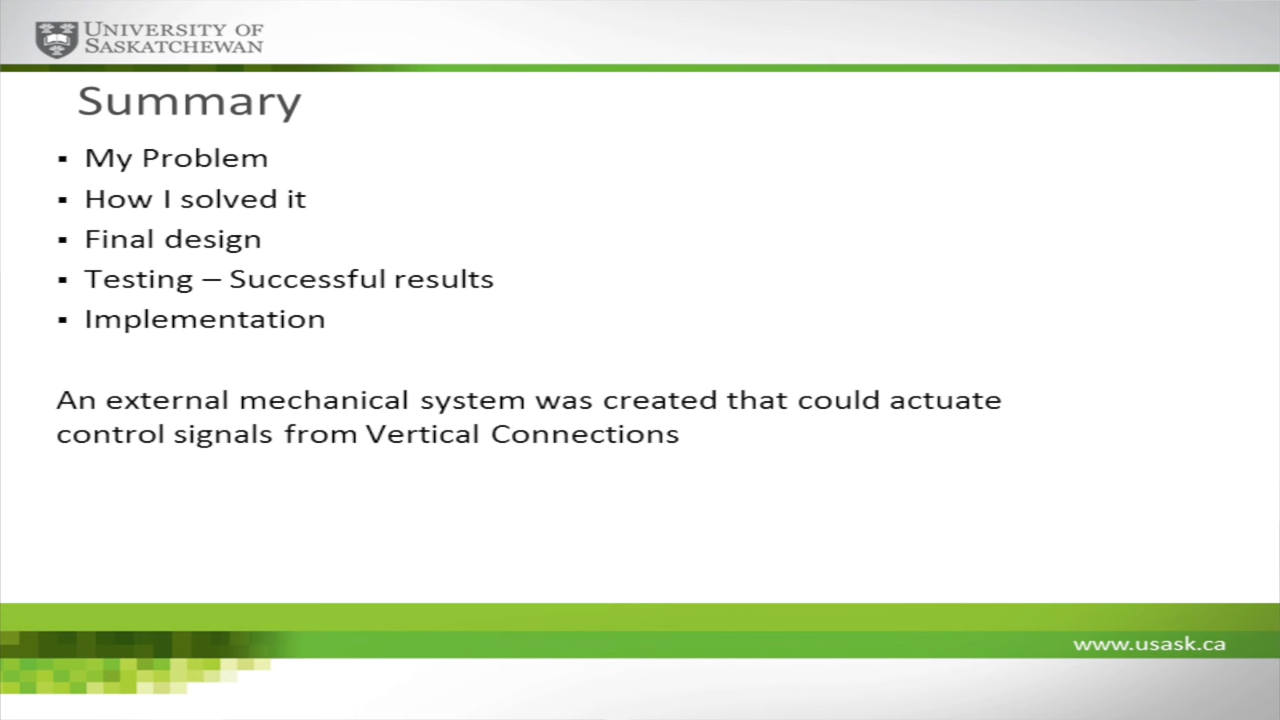 UNIVERSITY OF
SASKATCHEWAN
Summary
▪ My Problem
▪ How I solved it
▪ Final design
▪ Testing – Successful results
▪ Implementation
An external mechanical system was created that could actuate
control signals from Vertical Connections
www.usask.ca